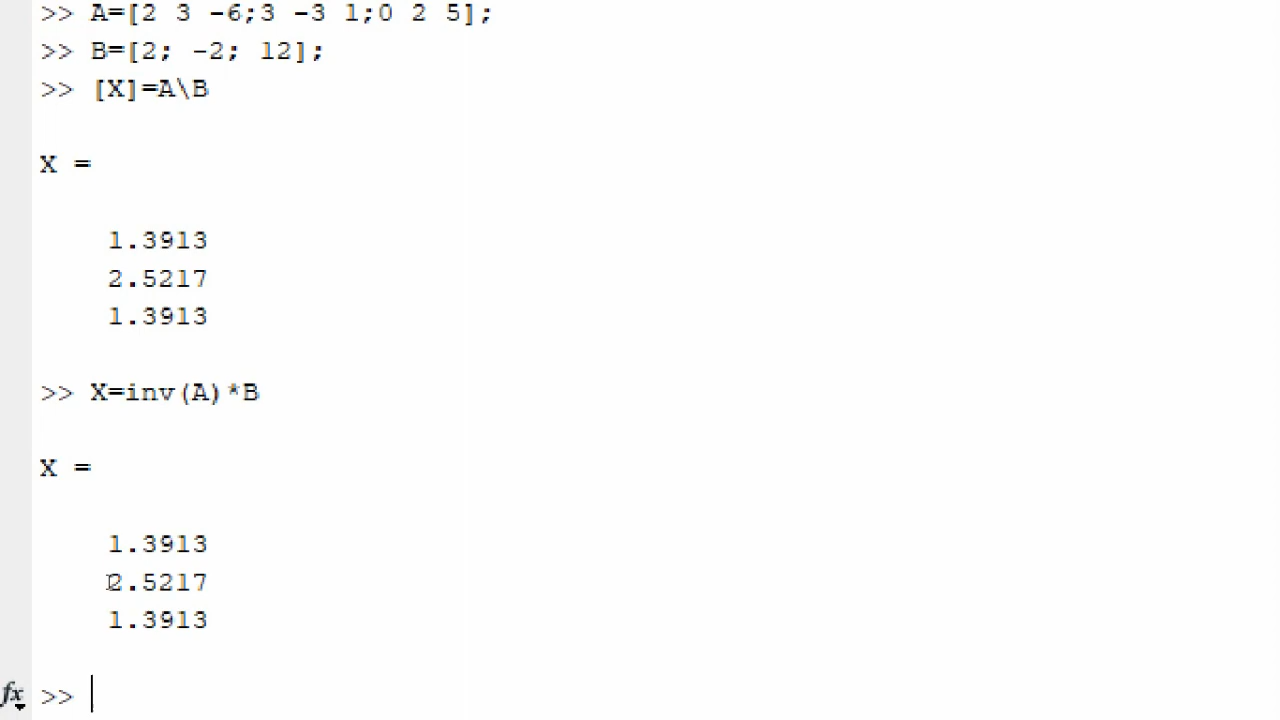 >> A=[2 3 -6;3 -3 1;0 2 5];
>> B=[2; -2; 12];
>> [X]=A\B
X =
1.3913
2.5217
1.3913
>> X=inv(A)*B
X =
1.3913
2.5217
1.3913
fx >>